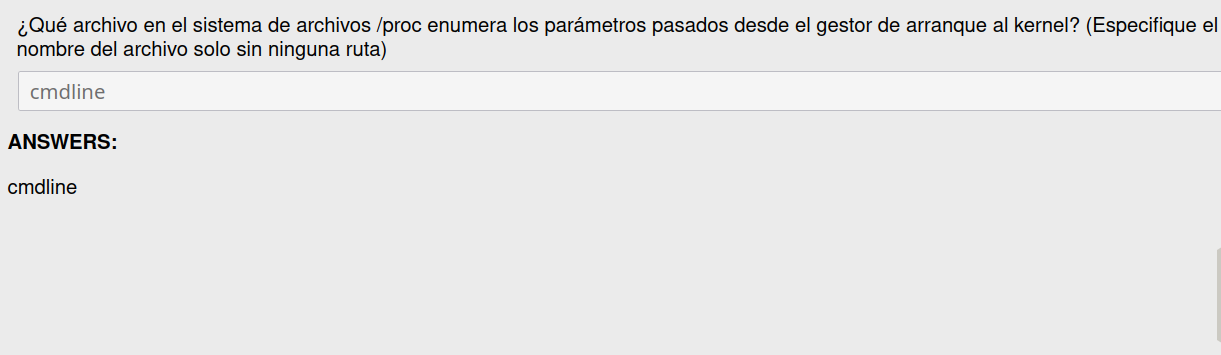 ¿Qué archivo en el sistema de archivos /proc enumera los parámetros pasados desde el gestor de arranque al kernel? (Especifique el
nombre del archivo solo sin ninguna ruta)
cmdline
ANSWERS:
cmdline